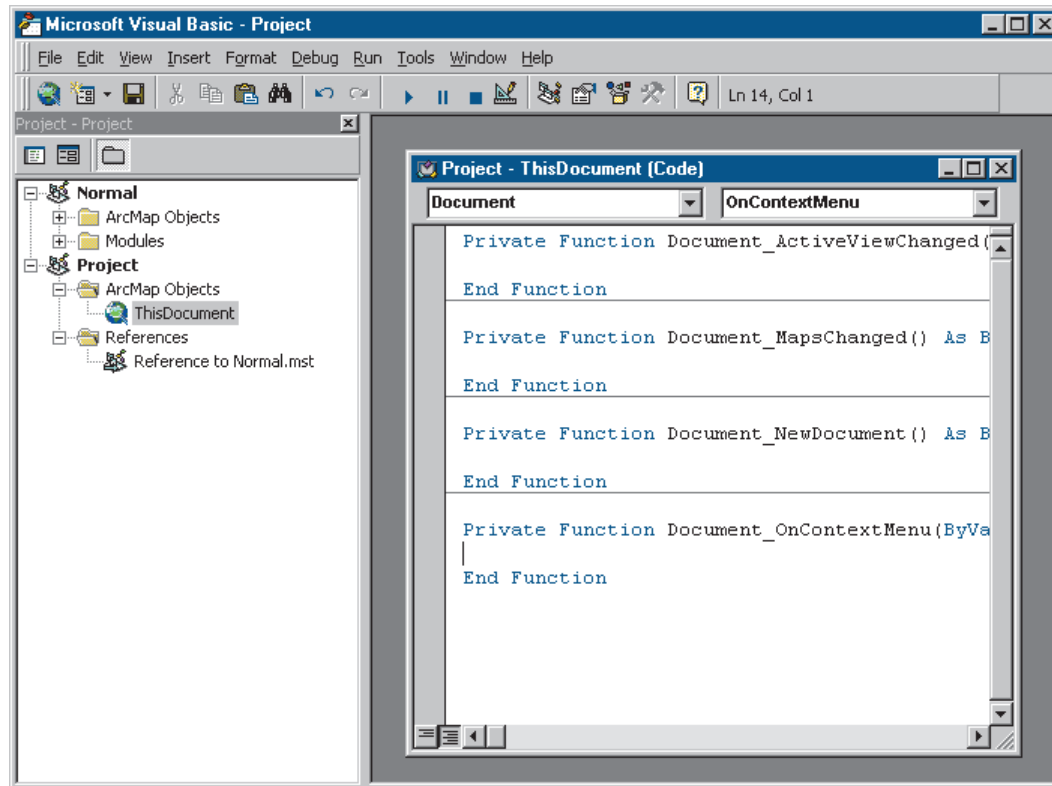 Microsoft Visual Basic - Project
File Edit View Insert Format Debug Run Tools Window Help
Ln 14, Col 1
Project - Project
Normal
ArcMap Objects
Modules
Project
ArcMap Objects
ThisDocument
References
Reference to Normal.mst
Project - ThisDocument (Code)
Document OnContextMenu
Private Function Document_ActiveViewChanged(
End Function
Private Function Document_MapsChanged() As B
End Function
Private Function Document_NewDocument() As B
End Function
Private Function Document_OnContextMenu(ByVa
End Function